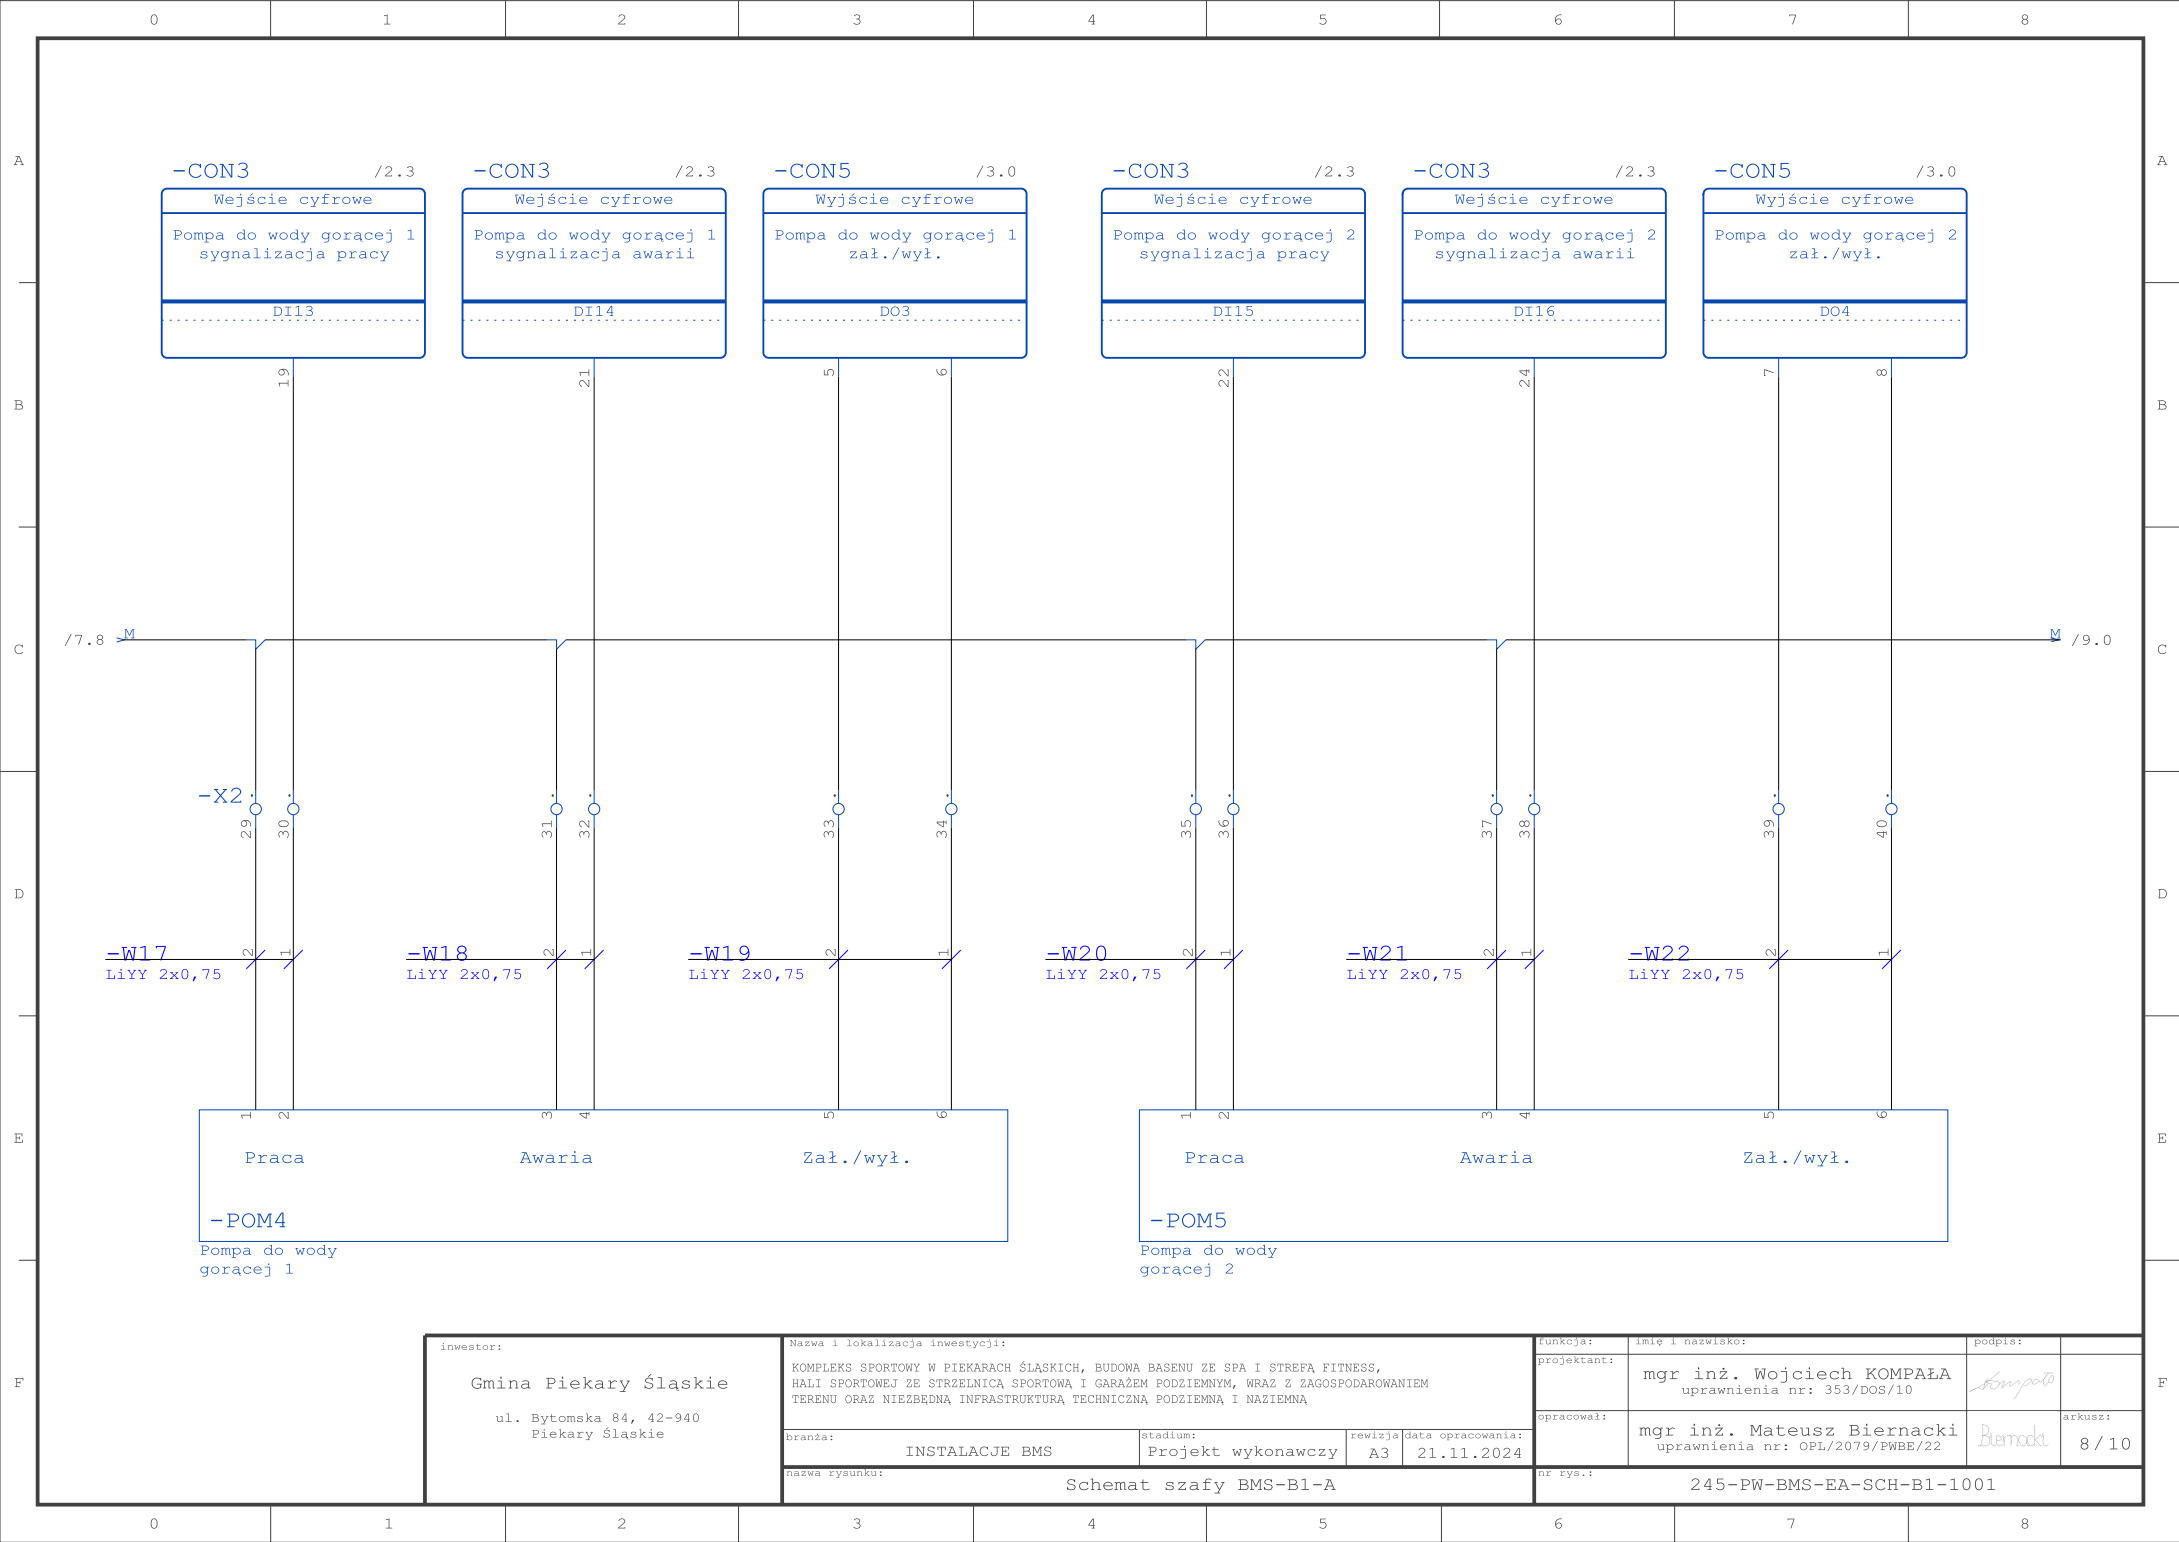 0 1 2 3 4 5 6 7 8
A A
-CON3 /2.3 -CON3 /2.3 -CON5 /3.0 -CON3 /2.3 -CON3 /2.3 -CON5 /3.0
Wejście cyfrowe Wejście cyfrowe Wyjście cyfrowe Wejście cyfrowe Wejście cyfrowe Wyjście cyfrowe
Pompa do wody gorącej 1 Pompa do wody gorącej 1 Pompa do wody gorącej 1 Pompa do wody gorącej 2 Pompa do wody gorącej 2 Pompa do wody gorącej 2
sygnalizacja pracy sygnalizacja awarii zał./wył. sygnalizacja pracy sygnalizacja awarii zał./wył.
DI13 DI14 DO3 DI15 DI16 DO4
19 21 5 6 22 24 7 8
B B
/7.8 M M /9.0
C C
-X2
29 30 31 32 33 34 35 36 37 38 39 40
D D
-W17 2 1 -W18 2 1 -W19 2 1 -W20 2 1 -W21 2 1 -W22 2 1
LiYY 2x0,75 LiYY 2x0,75 LiYY 2x0,75 LiYY 2x0,75 LiYY 2x0,75 LiYY 2x0,75
1 2 3 4 5 6 1 2 3 4 5 6
E E
Praca Awaria Zał./wył. Praca Awaria Zał./wył.
-POM4 -POM5
Pompa do wody Pompa do wody
gorącej 1 gorącej 2
F F
inwestor:
Gmina Piekary Śląskie
ul. Bytomska 84, 42-940
Piekary Śląskie
Nazwa i lokalizacja inwestycji:
KOMPLEKS SPORTOWY W PIEKARACH ŚLĄSKICH, BUDOWA BASENU ZE SPA I STREFĄ FITNESS,
HALI SPORTOWEJ ZE STRZELNICĄ SPORTOWĄ I GARAŻEM PODZIEMNYM, WRAZ Z ZAGOSPODAROWANIEM
TERENU ORAZ NIEZBĘDNĄ INFRASTRUKTURĄ TECHNICZNĄ PODZIEMNĄ I NAZIEMNĄ
branża: stadium: rewizja data opracowania:
INSTALACJE BMS Projekt wykonawczy A3 21.11.2024
nazwa rysunku:
Schemat szafy BMS-B1-A
funkcja: imię i nazwisko: podpis:
projektant:
mgr inż. Wojciech KOMPAŁA
uprawnienia nr: 353/DOS/10
Kompała
opracował: arkusz:
mgr inż. Mateusz Biernacki
uprawnienia nr: OPL/2079/PWBE/22
Biernacki
8/10
nr rys.:
245-PW-BMS-EA-SCH-B1-1001
0 1 2 3 4 5 6 7 8